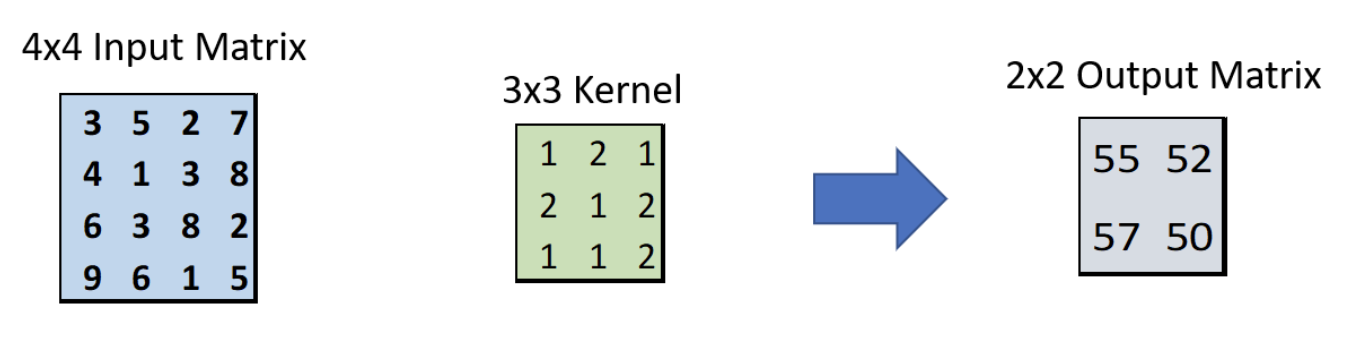 4x4 Input Matrix
3 5 2 7
4 1 3 8
6 3 8 2
9 6 1 5
3x3 Kernel
1 2 1
2 1 2
1 1 2
2x2 Output Matrix
55 52
57 50